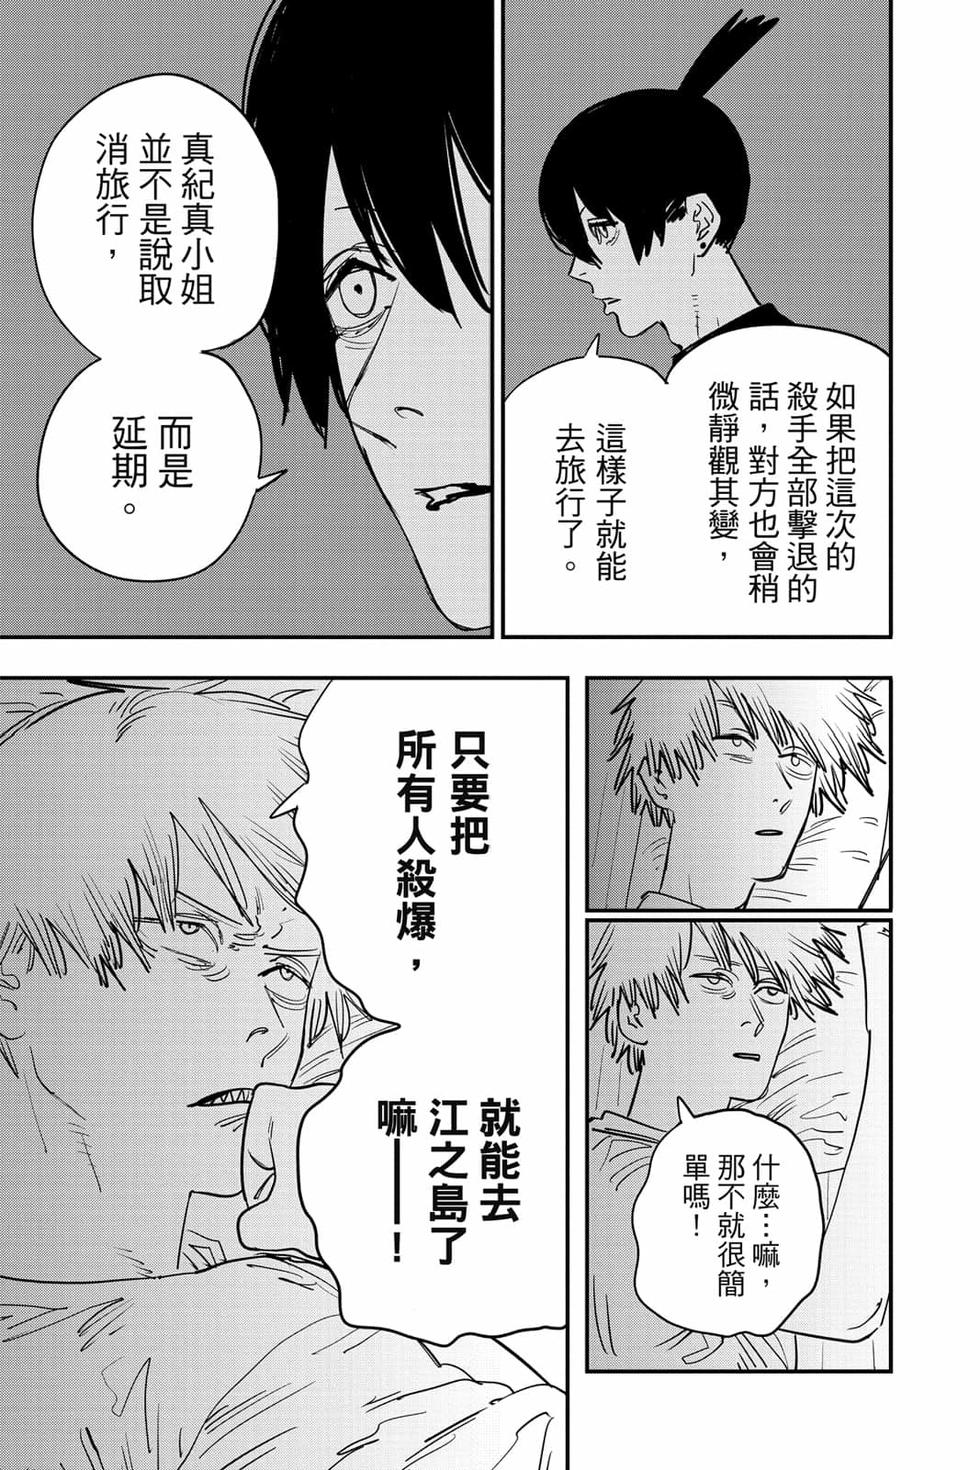 如果把這次的
殺手全部擊退的
話，對方也會稍
微靜觀其變，
這樣子就能
去旅行了。
真紀真小姐
並不是說取
消旅行，
而是
延期。
什麼…嘛，
那不就很簡
單嗎！
只要把
所有人殺爆，
就能去
江之島了
嘛——！